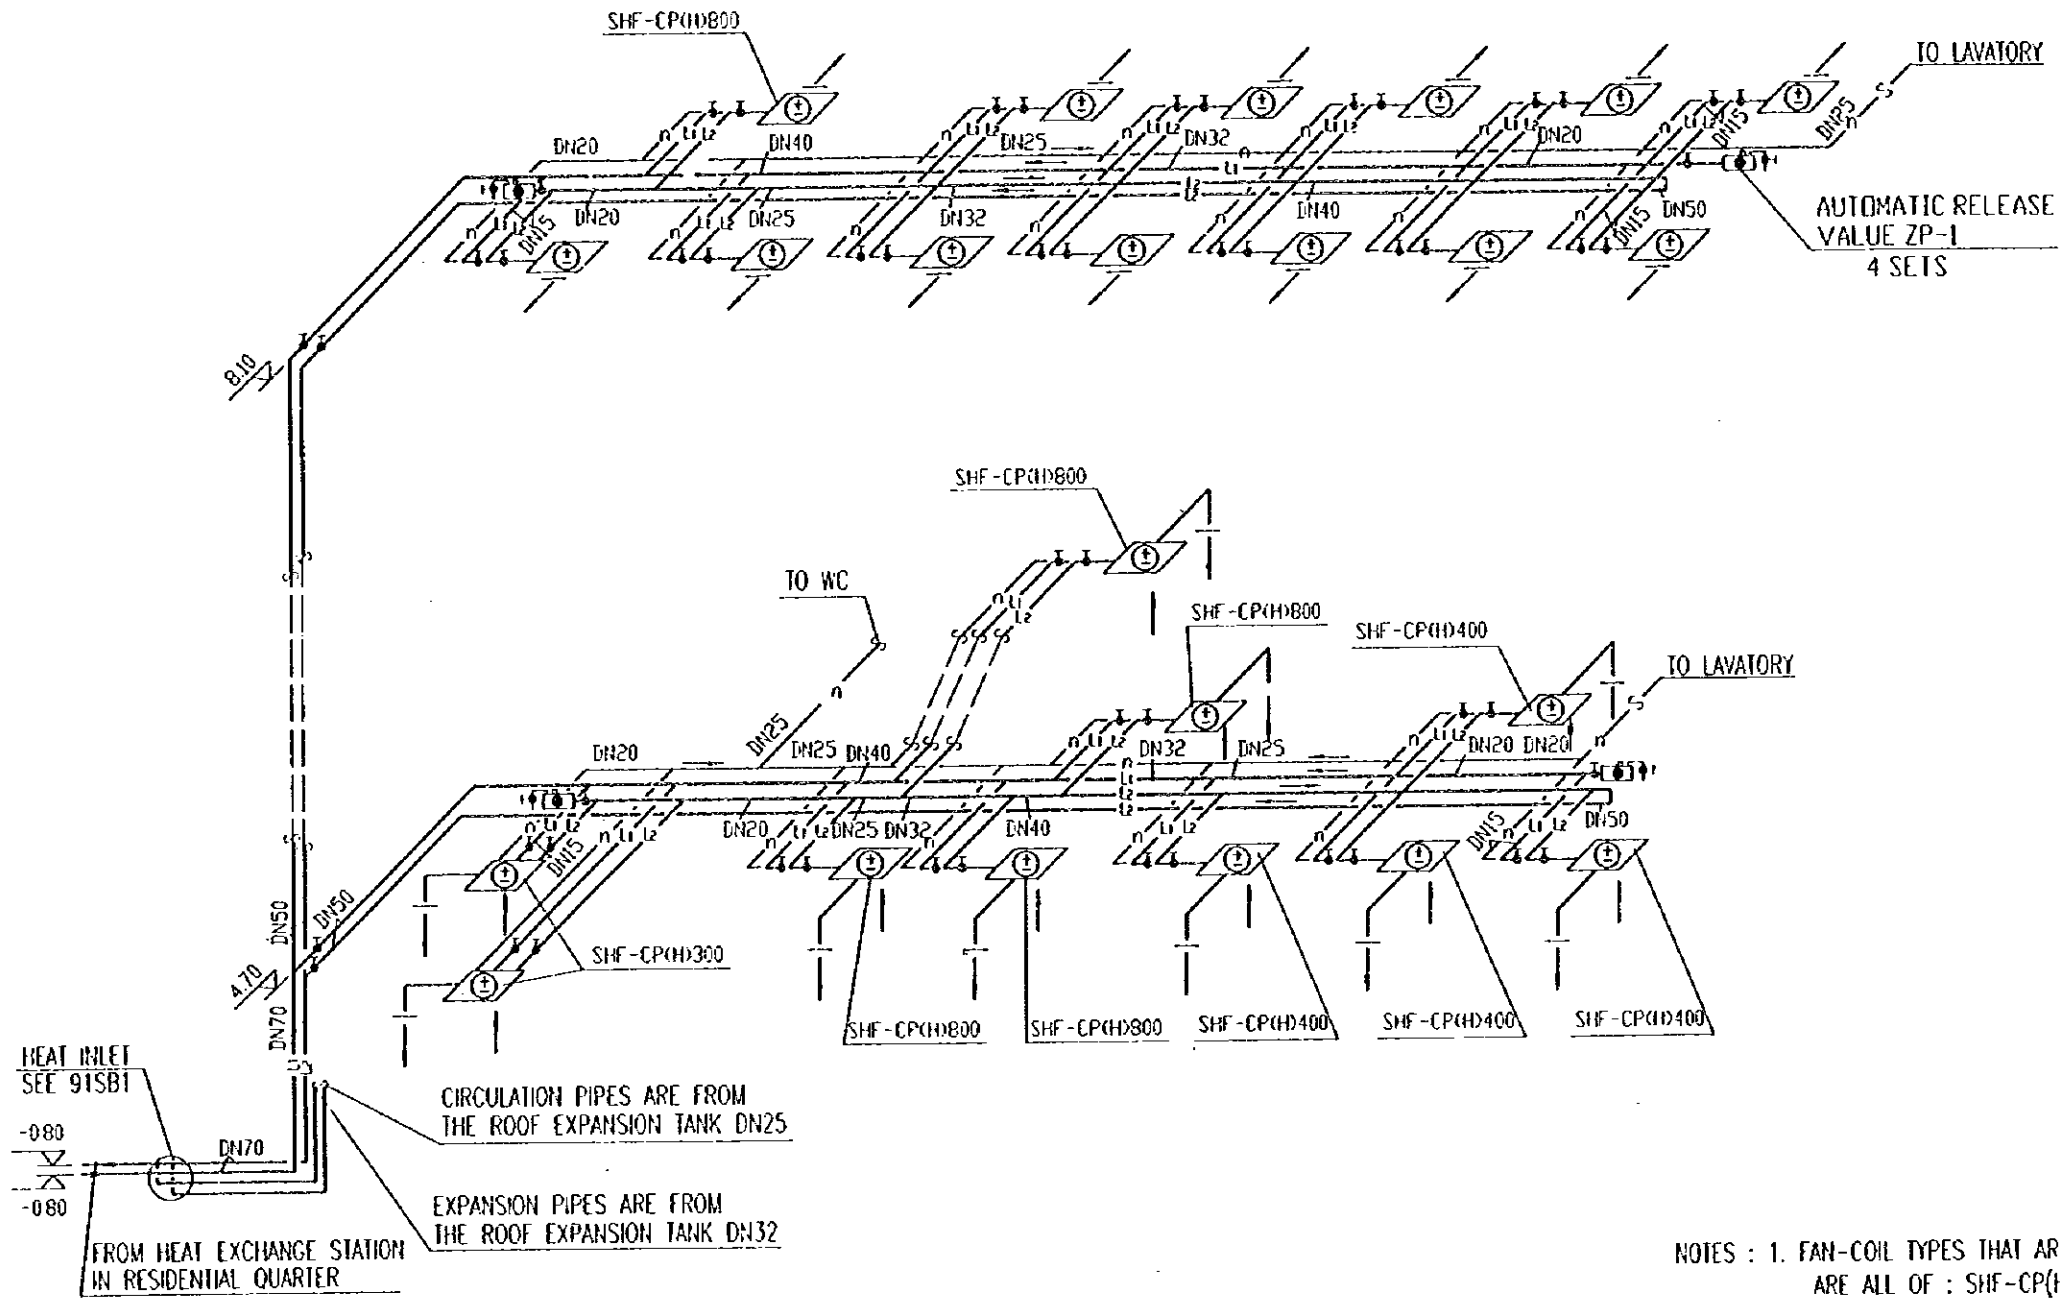 SHF-CP(H)800
TO LAVATORY
DN20
DN40
DN25
DN32
DN20
DN15
DN25
n
L1
L2
DN15
DN20
DN25
DN32
DN40
DN15
DN50
AUTOMATIC RELEASE
VALUE ZP-1
4 SETS
8.10
SHF-CP(H)800
TO WC
SHF-CP(H)800
SHF-CP(H)400
TO LAVATORY
DN25
DN20
DN25
DN40
DN32
DN25
DN20
DN20
DN15
DN20
DN25
DN32
DN40
DN15
DN50
DN50
DN50
SHF-CP(H)300
4.70
DN70
SHF-CP(H)800
SHF-CP(H)800
SHF-CP(H)400
SHF-CP(H)400
SHF-CP(H)400
HEAT INLET
SEE 91SB1
CIRCULATION PIPES ARE FROM
THE ROOF EXPANSION TANK DN25
-080
DN70
-080
EXPANSION PIPES ARE FROM
THE ROOF EXPANSION TANK DN32
FROM HEAT EXCHANGE STATION
IN RESIDENTIAL QUARTER
NOTES : 1. FAN-COIL TYPES THAT AR
ARE ALL OF : SHF-CP(H